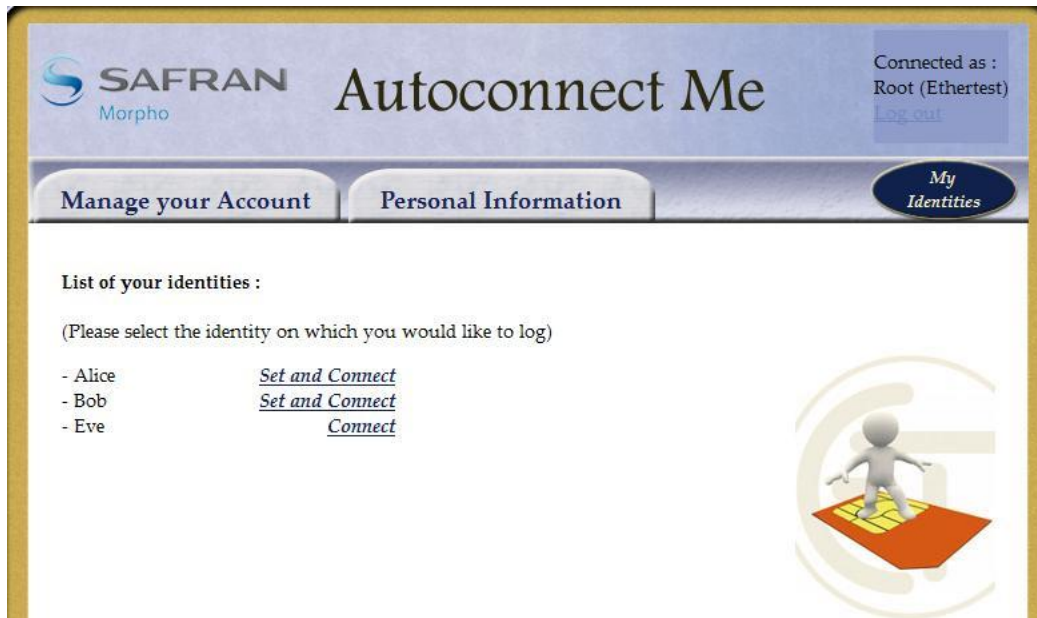 SAFRAN
Morpho
Autoconnect Me
Connected as :
Root (Ethertest)
Log out
Manage your Account
Personal Information
My
Identities
List of your identities :
(Please select the identity on which you would like to log)
- Alice Set and Connect
- Bob Set and Connect
- Eve Connect